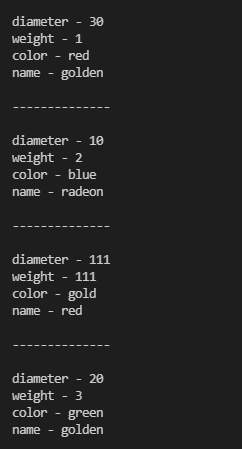 diameter - 30
weight - 1
color - red
name - golden
--------------
diameter - 10
weight - 2
color - blue
name - radeon
--------------
diameter - 111
weight - 111
color - gold
name - red
--------------
diameter - 20
weight - 3
color - green
name - golden